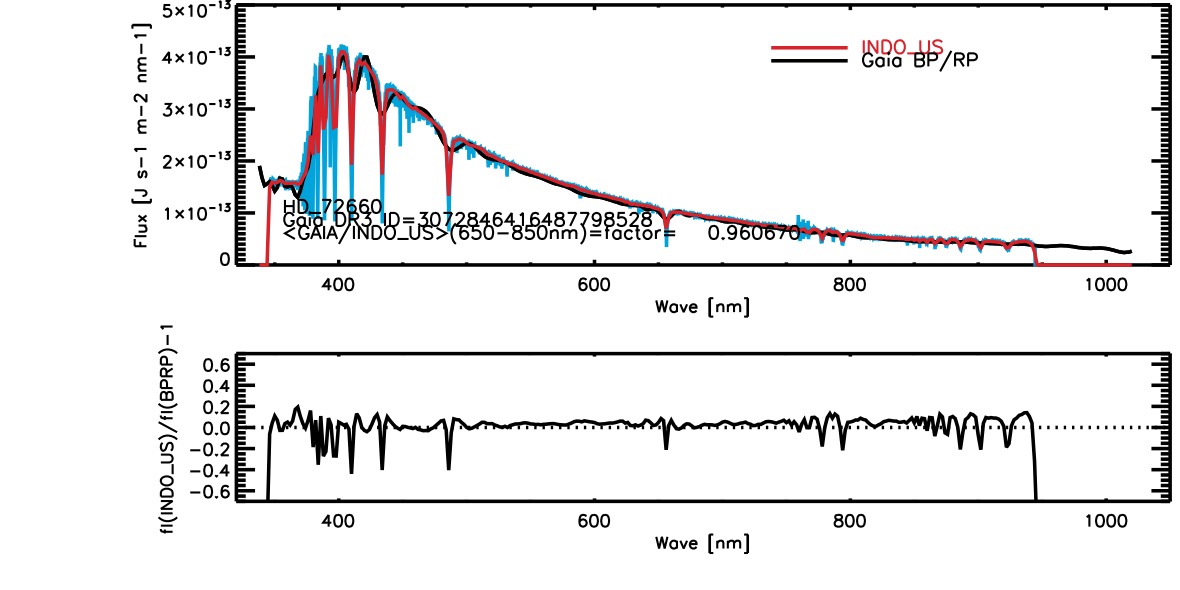 5×10−13
4×10−13
3×10−13
2×10−13
1×10−13
0
Flux [J s−1 m−2 nm−1]
INDO_US
Gaia BP/RP
HD_72660
Gaia DR3 ID=3072846416487798528
<GAIA/INDO_US>(650−850nm)=factor= 0.960670
400 600 800 1000
Wave [nm]
0.6
0.4
0.2
0.0
−0.2
−0.4
−0.6
fl(INDO_US)/fl(BPRP)−1
400 600 800 1000
Wave [nm]